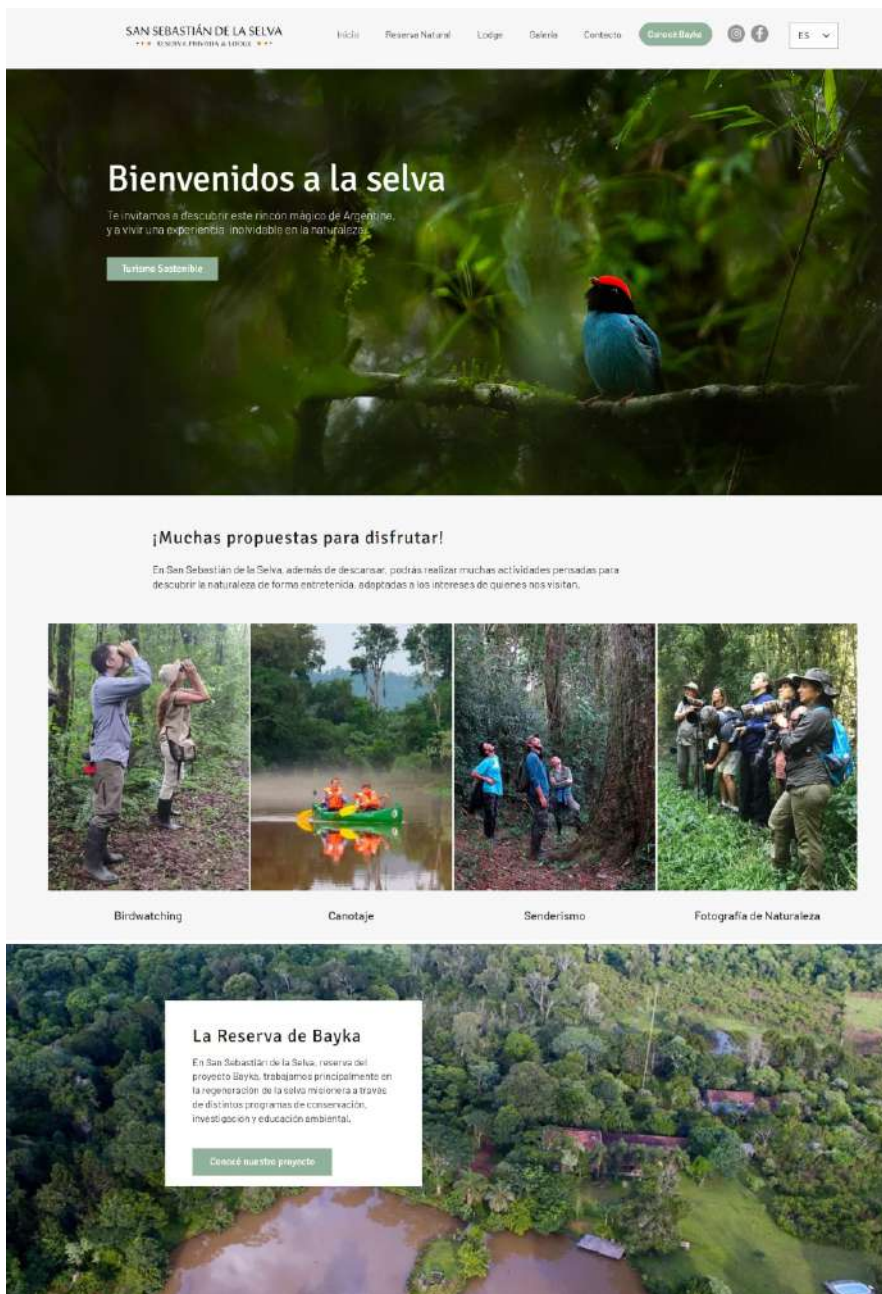 SAN SEBASTIÁN DE LA SELVA
RESERVA PRIVADA & LODGE
Inicio Reserva Natural Lodge Galería Contacto Conocé Bayka ES
Bienvenidos a la selva
Te invitamos a descubrir este rincón mágico de Argentina,
y a vivir una experiencia inolvidable en la naturaleza.
Turismo Sostenible
¡Muchas propuestas para disfrutar!
En San Sebastián de la Selva, además de descansar, podrás realizar muchas actividades pensadas para
descubrir la naturaleza de forma entretenida, adaptadas a los intereses de quienes nos visitan.
Birdwatching Canotaje Senderismo Fotografía de Naturaleza
La Reserva de Bayka
En San Sebastián de la Selva, reserva del
proyecto Bayka, trabajamos principalmente en
la regeneración de la selva misionera a través
de distintos programas de conservación,
investigación y educación ambiental.
Conocé nuestro proyecto